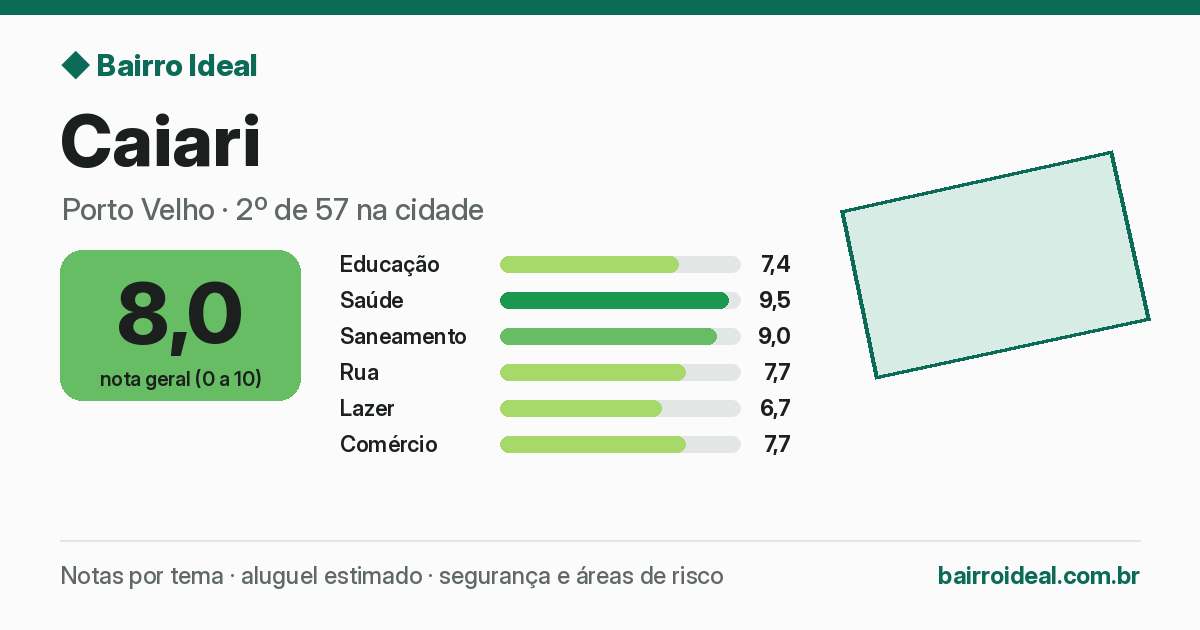 Bairro Ideal
Caiari
Porto Velho · 2º de 57 na cidade
8,0
nota geral (0 a 10)
Educação 7,4
Saúde 9,5
Saneamento 9,0
Rua 7,7
Lazer 6,7
Comércio 7,7
Notas por tema · aluguel estimado · segurança e áreas de risco
bairroideal.com.br